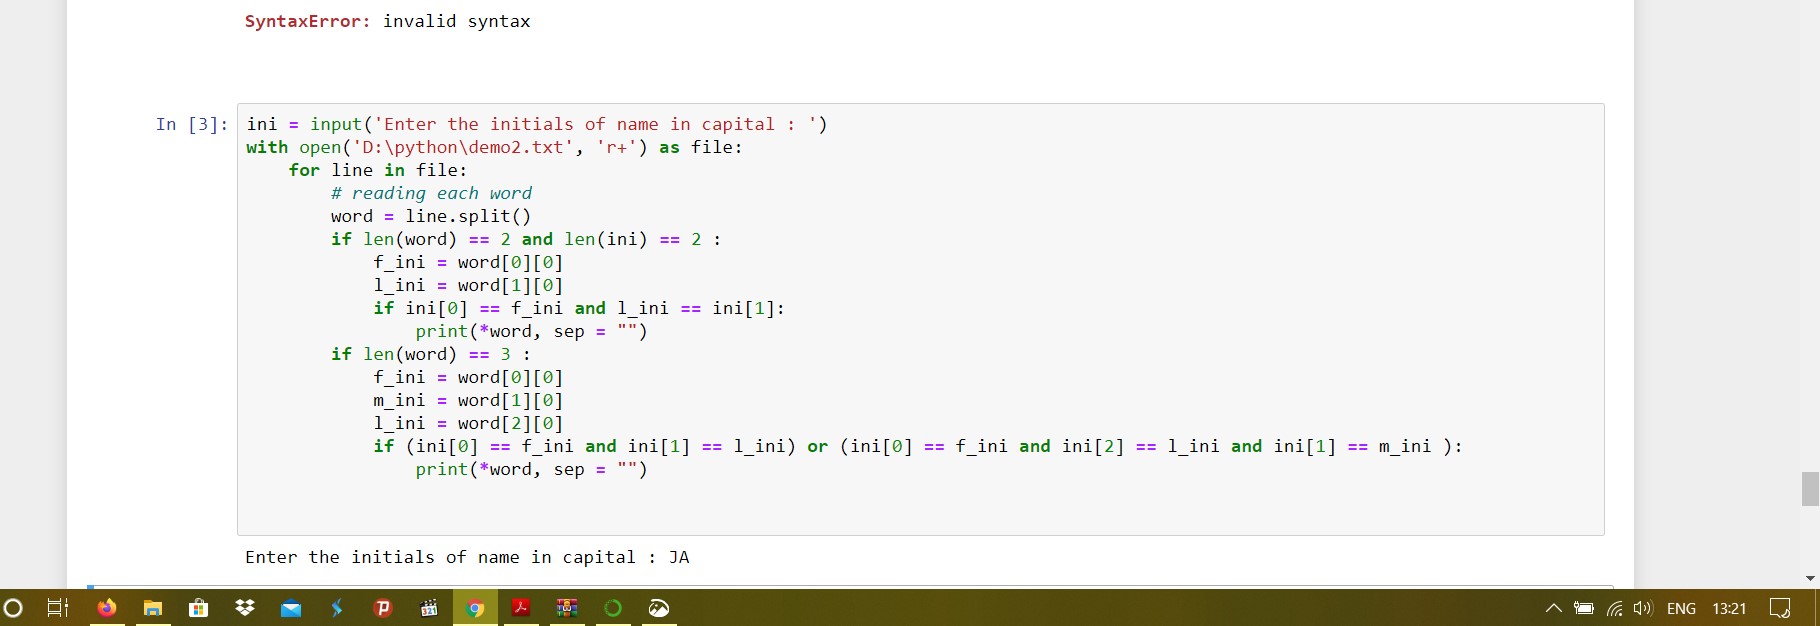 SyntaxError: invalid syntax
In [3]:
ini = input('Enter the initials of name in capital : ')
with open('D:\python\demo2.txt', 'r+') as file:
    for line in file:
        # reading each word
        word = line.split()
        if len(word) == 2 and len(ini) == 2 :
            f_ini = word[0][0]
            l_ini = word[1][0]
            if ini[0] == f_ini and l_ini == ini[1]:
                print(*word, sep = "")
        if len(word) == 3 :
            f_ini = word[0][0]
            m_ini = word[1][0]
            l_ini = word[2][0]
            if (ini[0] == f_ini and ini[1] == l_ini) or (ini[0] == f_ini and ini[2] == l_ini and ini[1] == m_ini ):
                print(*word, sep = "")
Enter the initials of name in capital : JA
321
ENG 13:21